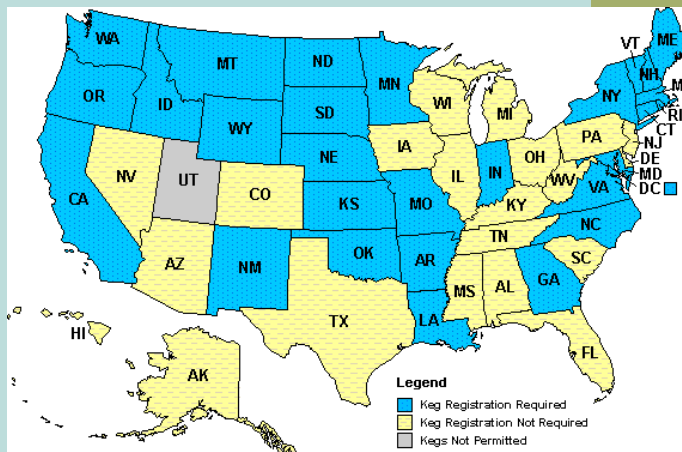 WA
MT
ND
MN
VT
ME
NH
M
OR
ID
SD
WI
MI
NY
RI
CT
WY
IA
PA
NJ
NE
OH
DE
NV
UT
CO
IL
IN
WV
MD
VA
DC
CA
KS
MO
KY
NC
TN
AZ
NM
OK
AR
SC
MS
AL
GA
TX
LA
HI
FL
AK
Legend
Keg Registration Required
Keg Registration Not Required
Kegs Not Permitted